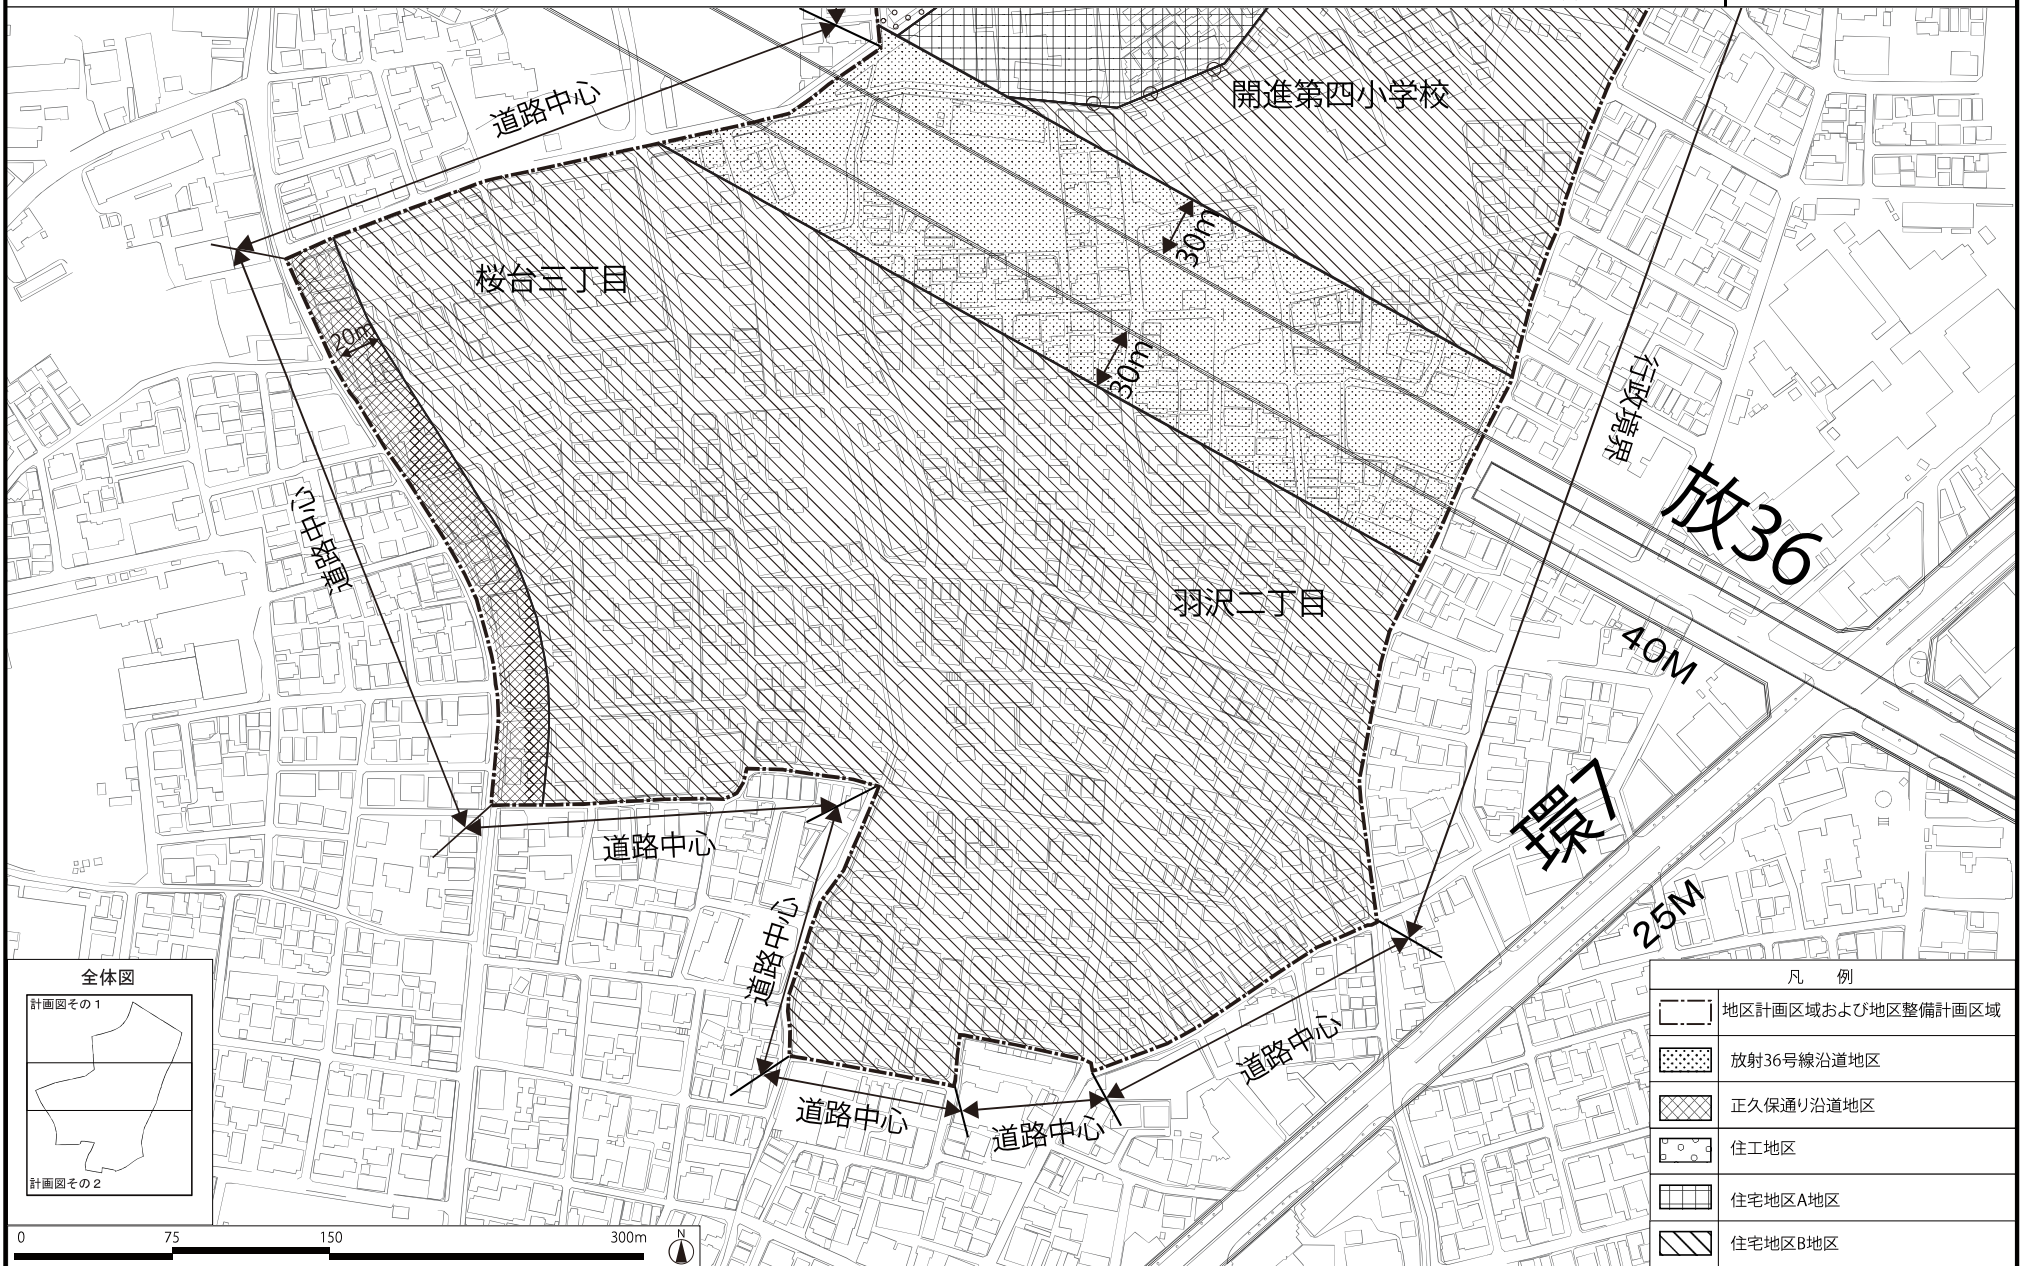 道路中心
開進第四小学校
30m
桜台三丁目
20m
30m
行政境界
放36
道路中心
羽沢二丁目
40M
環7
道路中心
25M
道路中心
道路中心
道路中心
道路中心
全体図
計画図その1
計画図その2
0 75 150 300m
N
凡 例
地区計画区域および地区整備計画区域
放射36号線沿道地区
正久保通り沿道地区
住工地区
住宅地区A地区
住宅地区B地区